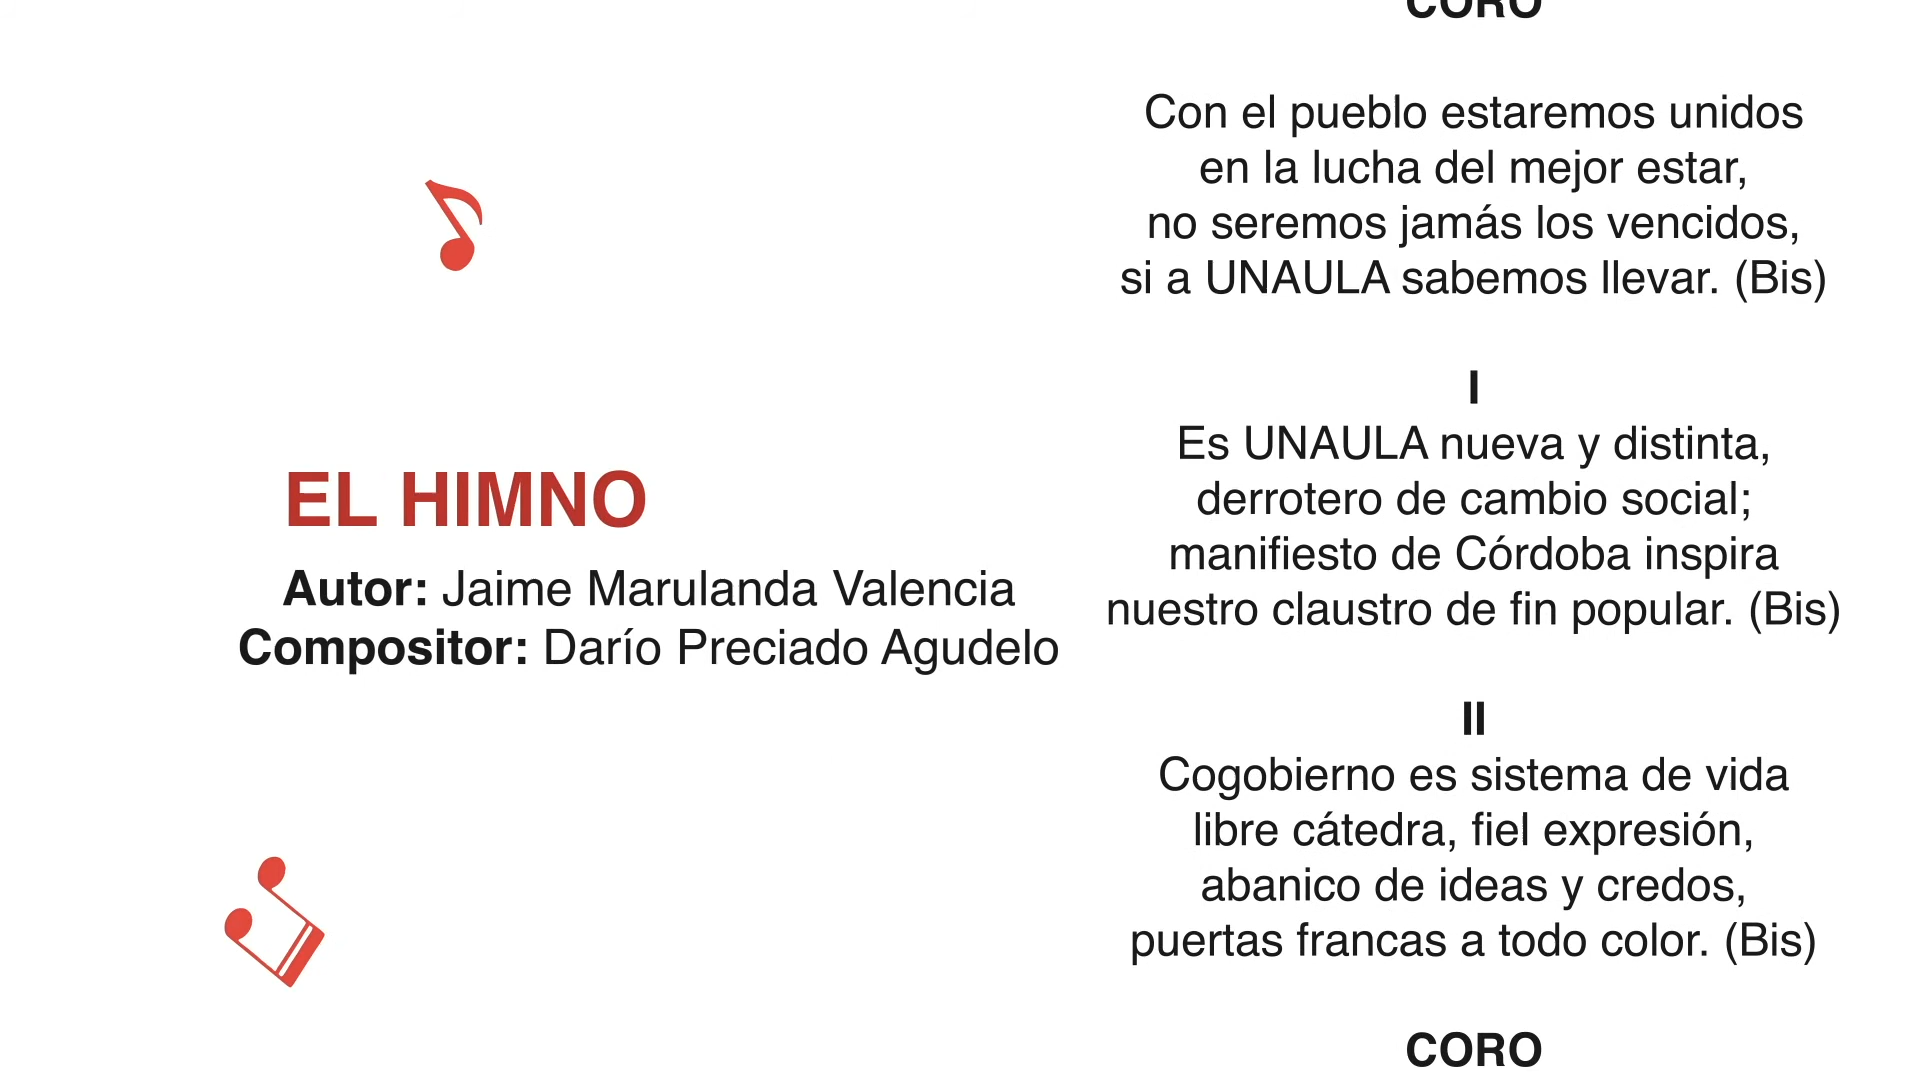 EL HIMNO
Autor: Jaime Marulanda Valencia
Compositor: Darío Preciado Agudelo
CORO
Con el pueblo estaremos unidos
en la lucha del mejor estar,
no seremos jamás los vencidos,
si a UNAULA sabemos llevar. (Bis)
I
Es UNAULA nueva y distinta,
derrotero de cambio social;
manifiesto de Córdoba inspira
nuestro claustro de fin popular. (Bis)
II
Cogobierno es sistema de vida
libre cátedra, fiel expresión,
abanico de ideas y credos,
puertas francas a todo color. (Bis)
CORO